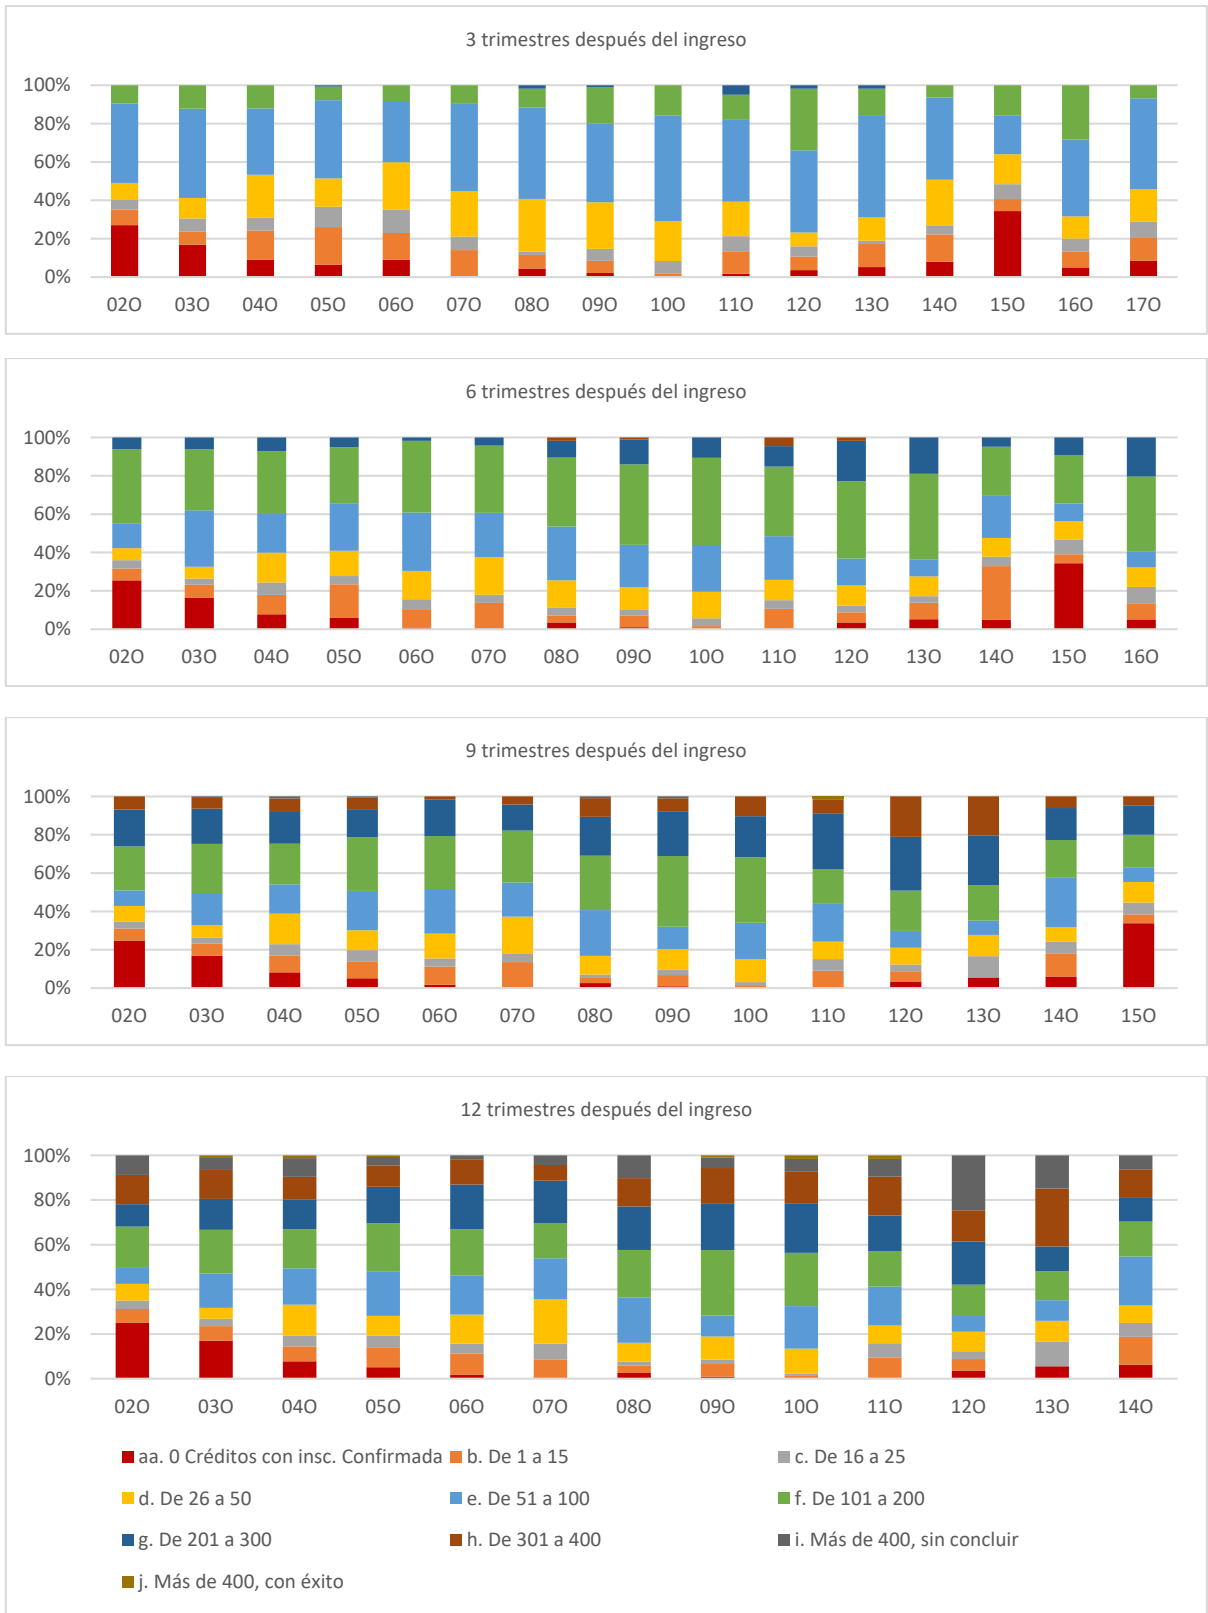 3 trimestres después del ingreso
100%
80%
60%
40%
20%
0%
02O 03O 04O 05O 06O 07O 08O 09O 10O 11O 12O 13O 14O 15O 16O 17O
6 trimestres después del ingreso
100%
80%
60%
40%
20%
0%
02O 03O 04O 05O 06O 07O 08O 09O 10O 11O 12O 13O 14O 15O 16O
9 trimestres después del ingreso
100%
80%
60%
40%
20%
0%
02O 03O 04O 05O 06O 07O 08O 09O 10O 11O 12O 13O 14O 15O
12 trimestres después del ingreso
100%
80%
60%
40%
20%
0%
02O 03O 04O 05O 06O 07O 08O 09O 10O 11O 12O 13O 14O
aa. 0 Créditos con insc. Confirmada b. De 1 a 15 c. De 16 a 25
d. De 26 a 50 e. De 51 a 100 f. De 101 a 200
g. De 201 a 300 h. De 301 a 400 i. Más de 400, sin concluir
j. Más de 400, con éxito